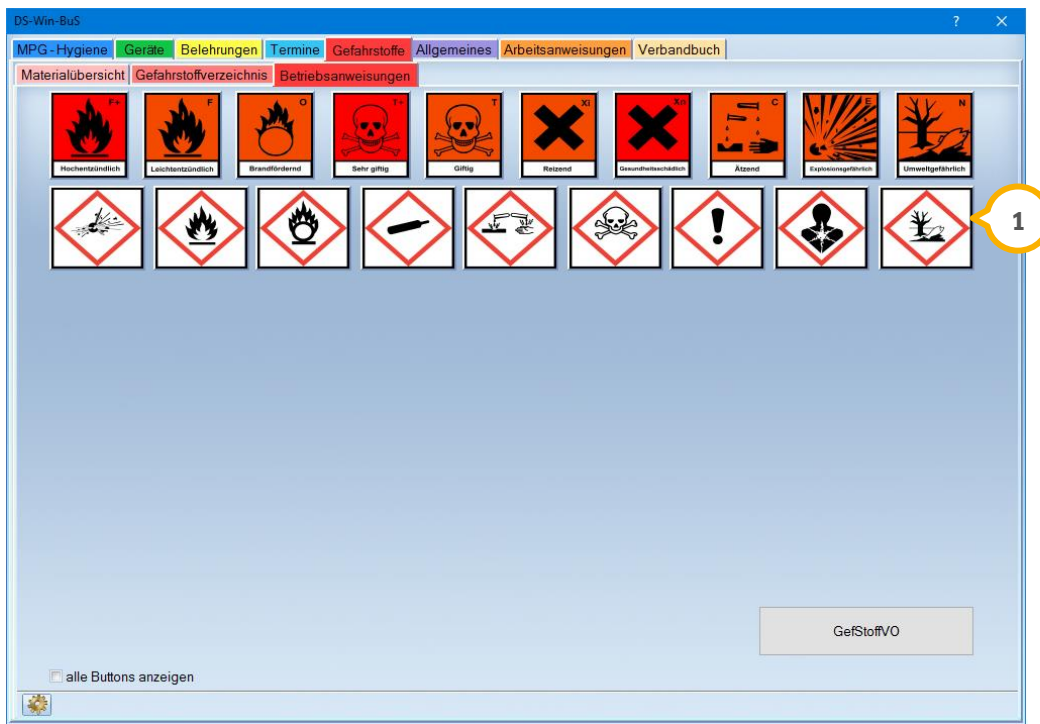 DS-Win-BuS ?
MPG - Hygiene Geräte Belehrungen Termine Gefahrstoffe Allgemeines Arbeitsanweisungen Verbandbuch
Materialübersicht Gefahrstoffverzeichnis Betriebsanweisungen
F+ F O T+ T Xi Xn C E N
Hochentzündlich Leichtentzündlich Brandfördernd Sehr giftig Giftig Reizend Gesundheitsschädlich Ätzend Explosionsgefährlich Umweltgefährlich
1
GefStoffVO
alle Buttons anzeigen